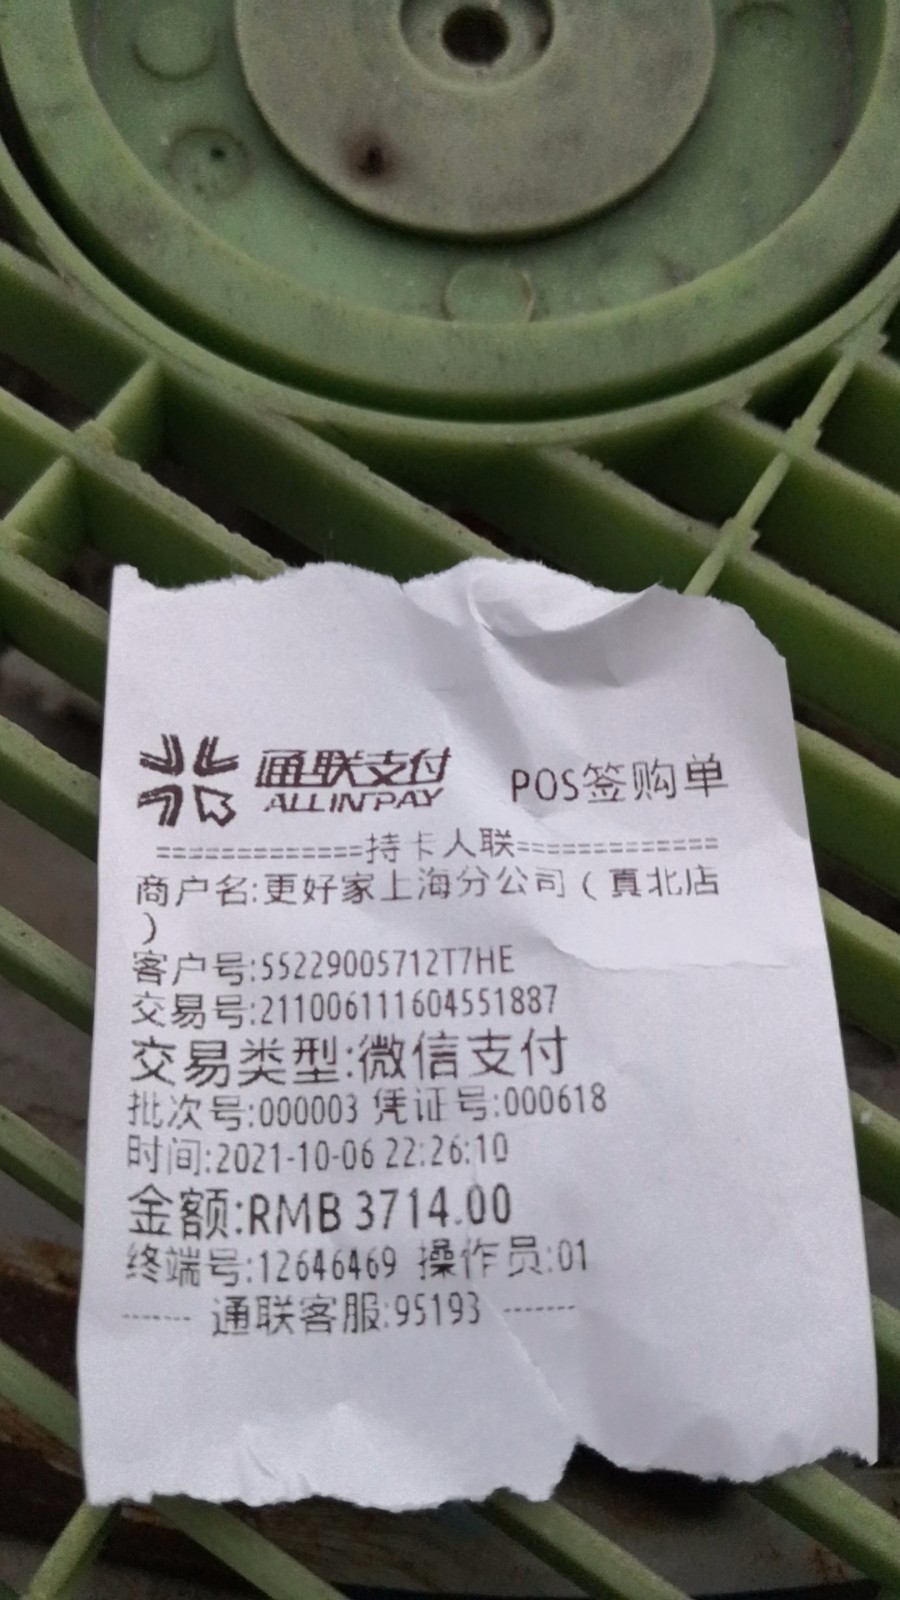 通联支付 POS签购单
ALLINPAY
=============持卡人联=============
商户名:更好家上海分公司（真北店
）
客户号:55229005712T7HE
交易号:211006111604551887
交易类型:微信支付
批次号:000003 凭证号:000618
时间:2021-10-06 22:26:10
金额:RMB 3714.00
终端号:12646469 操作员:01
------ 通联客服:95193 ------